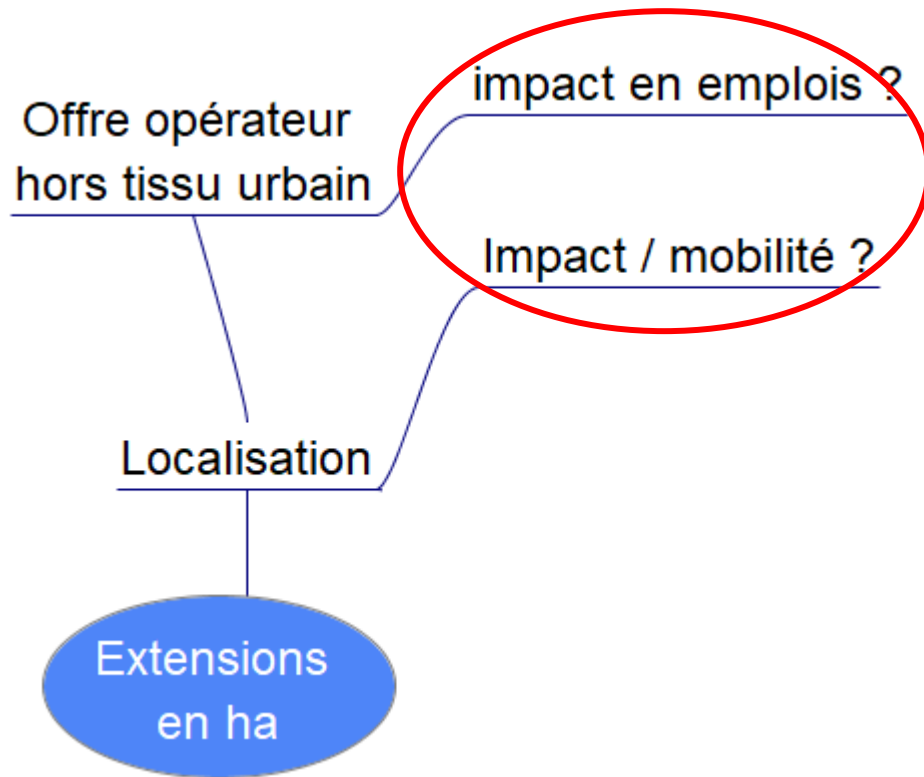 impact en emplois ?
Offre opérateur
hors tissu urbain
Impact / mobilité ?
Localisation
Extensions
en ha